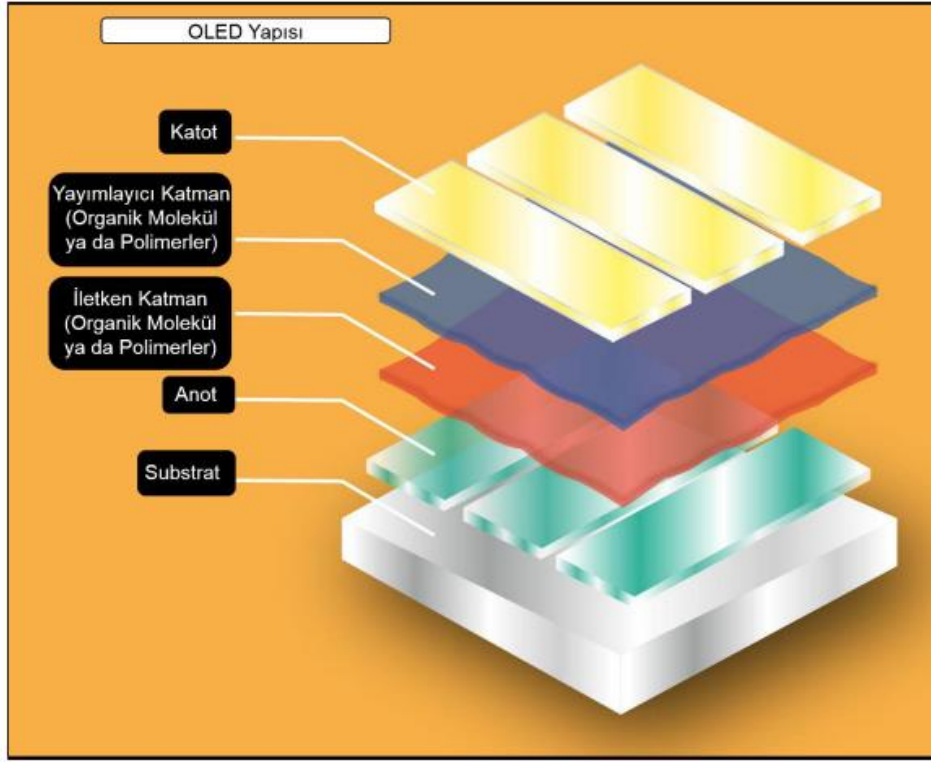 OLED Yapısı
Katot
Yayımlayıcı Katman
(Organik Molekül
ya da Polimerler)
İletken Katman
(Organik Molekül
ya da Polimerler)
Anot
Substrat